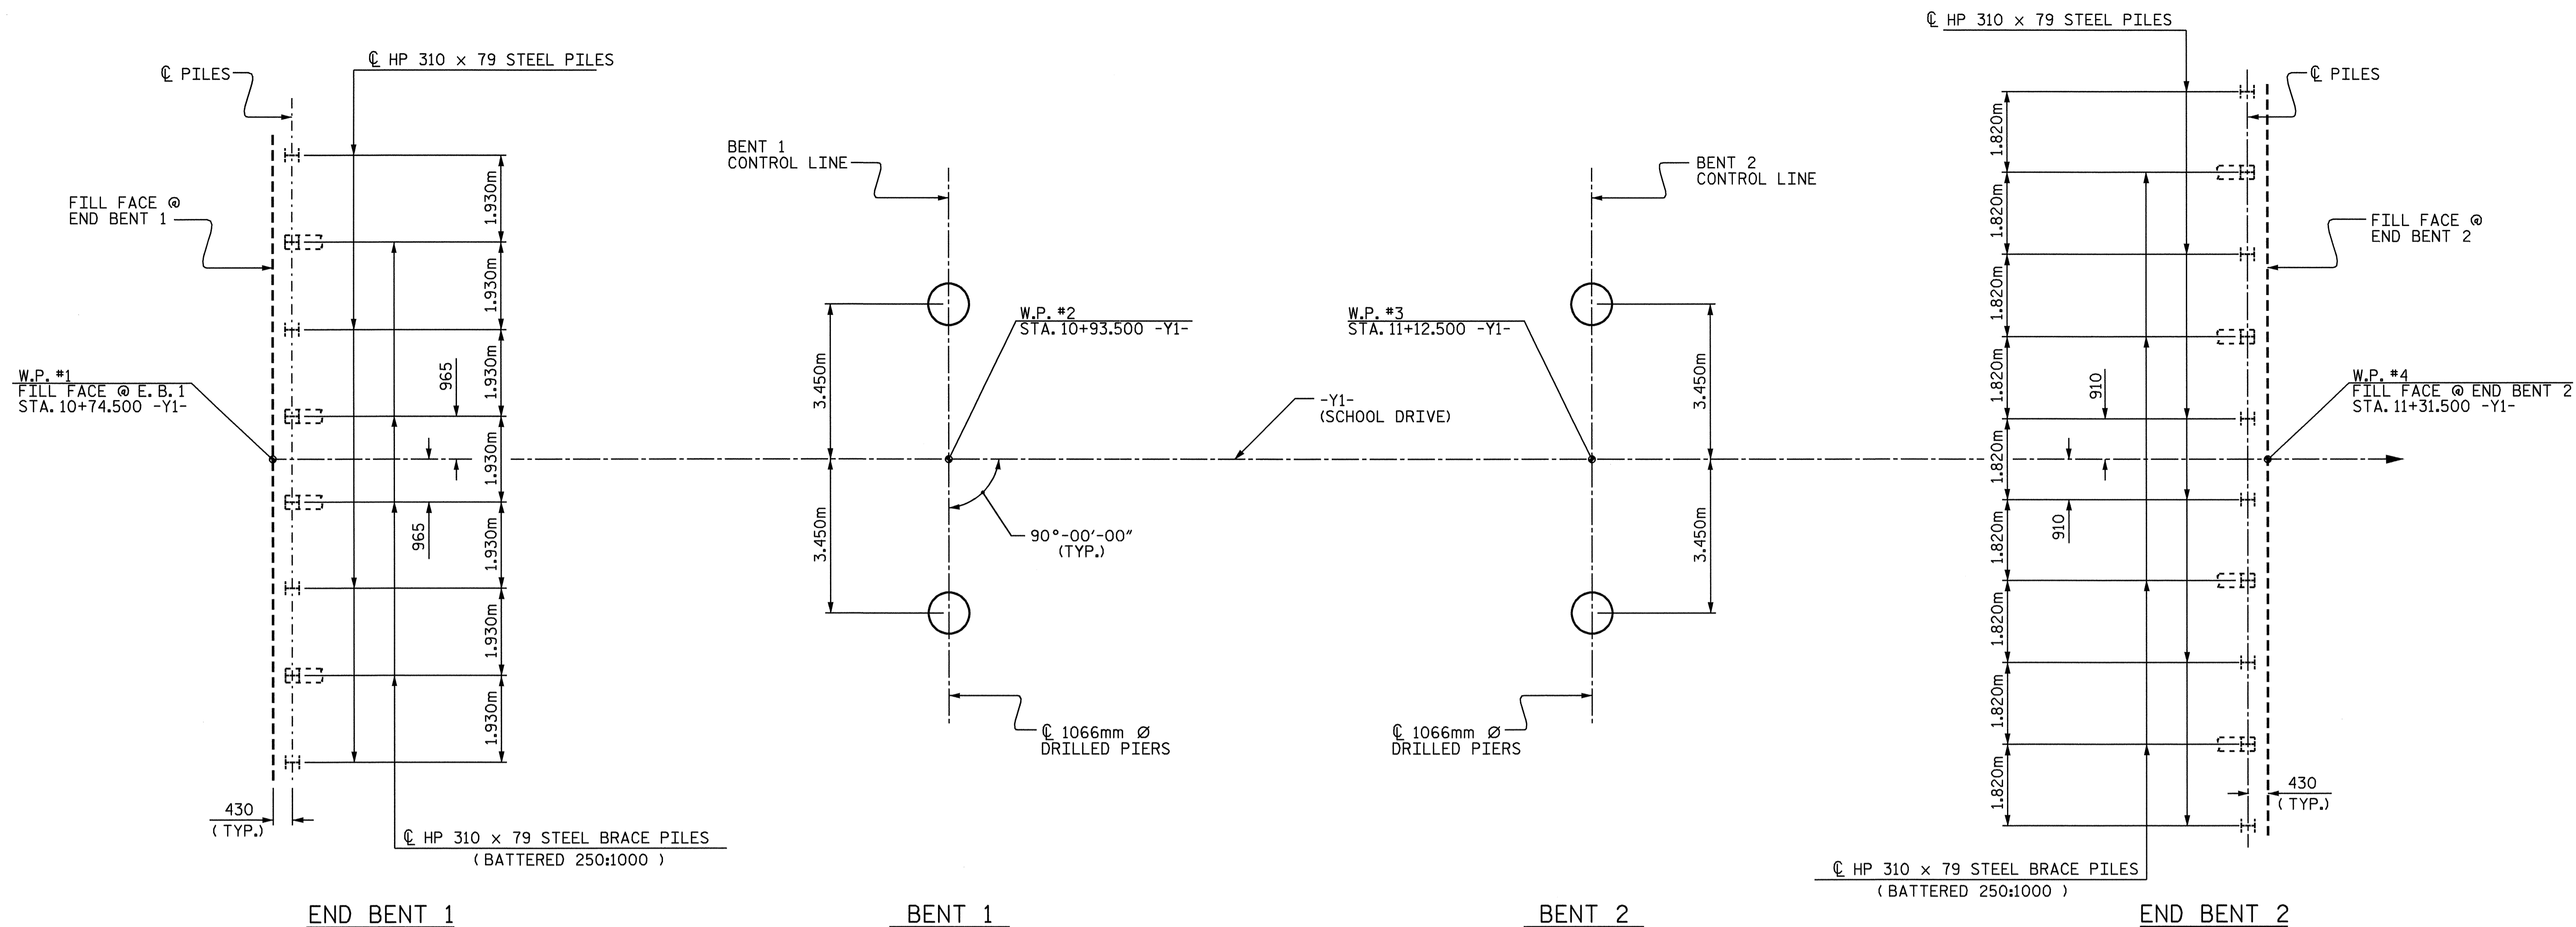 ℄ HP 310 x 79 STEEL PILES
℄ PILES
FILL FACE @
END BENT 1
W.P. #1
FILL FACE @ E.B.1
STA. 10+74.500 -Y1-
1.930m
1.930m
1.930m
1.930m
1.930m
1.930m
1.930m
965
965
430
(TYP.)
℄ HP 310 x 79 STEEL BRACE PILES
(BATTERED 250:1000 )
END BENT 1
BENT 1
CONTROL LINE
W.P. #2
STA. 10+93.500 -Y1-
3.450m
3.450m
90°-00'-00"
(TYP.)
-Y1-
(SCHOOL DRIVE)
℄ 1066mm Ø
DRILLED PIERS
BENT 1
BENT 2
CONTROL LINE
W.P. #3
STA. 11+12.500 -Y1-
3.450m
3.450m
℄ 1066mm Ø
DRILLED PIERS
BENT 2
℄ HP 310 x 79 STEEL PILES
℄ PILES
FILL FACE @
END BENT 2
W.P. #4
FILL FACE @ END BENT 2
STA. 11+31.500 -Y1-
1.820m
1.820m
1.820m
1.820m
1.820m
1.820m
1.820m
1.820m
1.820m
910
910
430
(TYP.)
℄ HP 310 x 79 STEEL BRACE PILES
(BATTERED 250:1000 )
END BENT 2